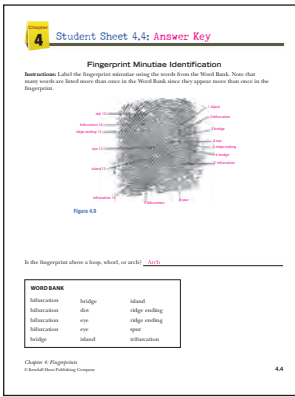 Chapter
4
Student Sheet 4.4: Answer Key
Fingerprint Minutiae Identification
Instructions: Label the fingerprint minutiae using the words from the Word Bank. Note that
many words are listed more than once in the Word Bank since they appear more than once in the
fingerprint.
1 island
2 bifurcation
3 bridge
4 eye
5 ridge ending
6 bridge
7 bifurcation
8 spur
9 bifurcation
bifurcation 10
island 11
eye 12
ridge ending 13
bifurcation 14
dot 15
Figure 4.9
Is the fingerprint above a loop, whorl, or arch? Arch
WORD BANK
bifurcation bridge island
bifurcation dot ridge ending
bifurcation eye ridge ending
bifurcation eye spur
bridge island trifurcation
Chapter 4: Fingerprints
© Kendall Hunt Publishing Company
4.4